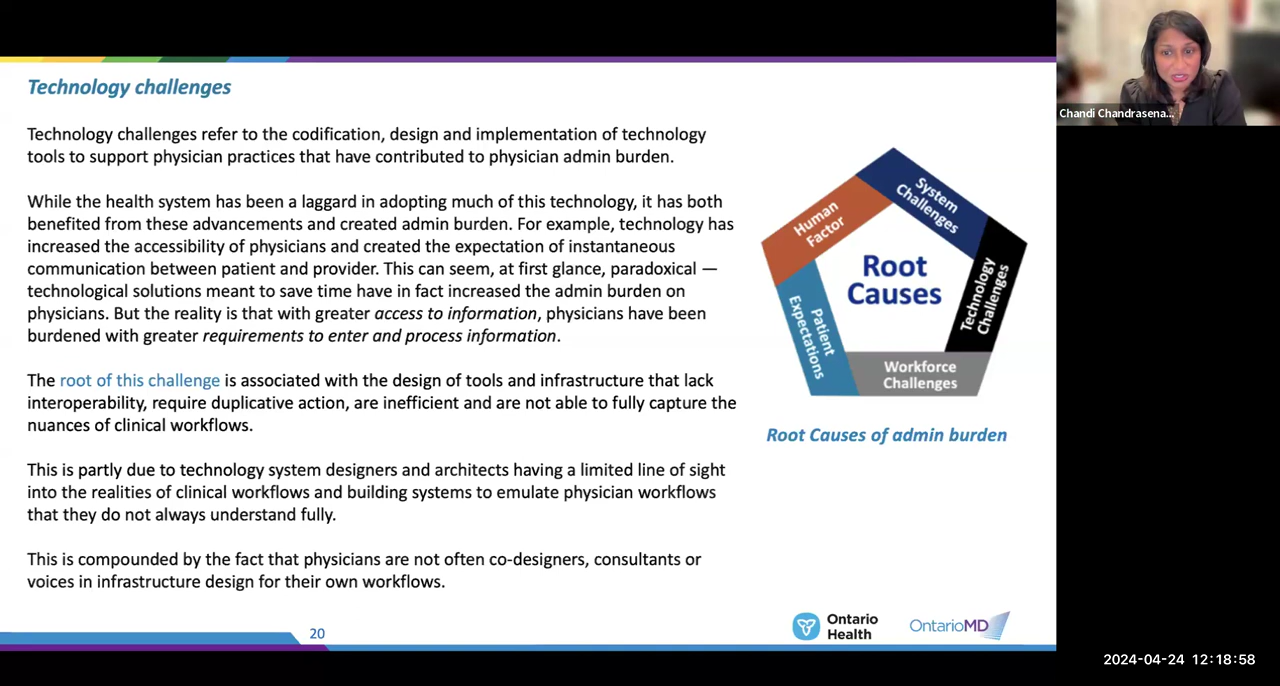 Technology challenges
Technology challenges refer to the codification, design and implementation of technology
tools to support physician practices that have contributed to physician admin burden.
While the health system has been a laggard in adopting much of this technology, it has both
benefited from these advancements and created admin burden. For example, technology has
increased the accessibility of physicians and created the expectation of instantaneous
communication between patient and provider. This can seem, at first glance, paradoxical —
technological solutions meant to save time have in fact increased the admin burden on
physicians. But the reality is that with greater access to information, physicians have been
burdened with greater requirements to enter and process information.
The root of this challenge is associated with the design of tools and infrastructure that lack
interoperability, require duplicative action, are inefficient and are not able to fully capture the
nuances of clinical workflows.
This is partly due to technology system designers and architects having a limited line of sight
into the realities of clinical workflows and building systems to emulate physician workflows
that they do not always understand fully.
This is compounded by the fact that physicians are not often co-designers, consultants or
voices in infrastructure design for their own workflows.
20
Human
Factor
System
Challenges
Technology
Challenges
Workforce
Challenges
Patient
Expectations
Root
Causes
Root Causes of admin burden
Ontario
Health
OntarioMD
Chandi Chandrasena...
2024-04-24 12:18:58